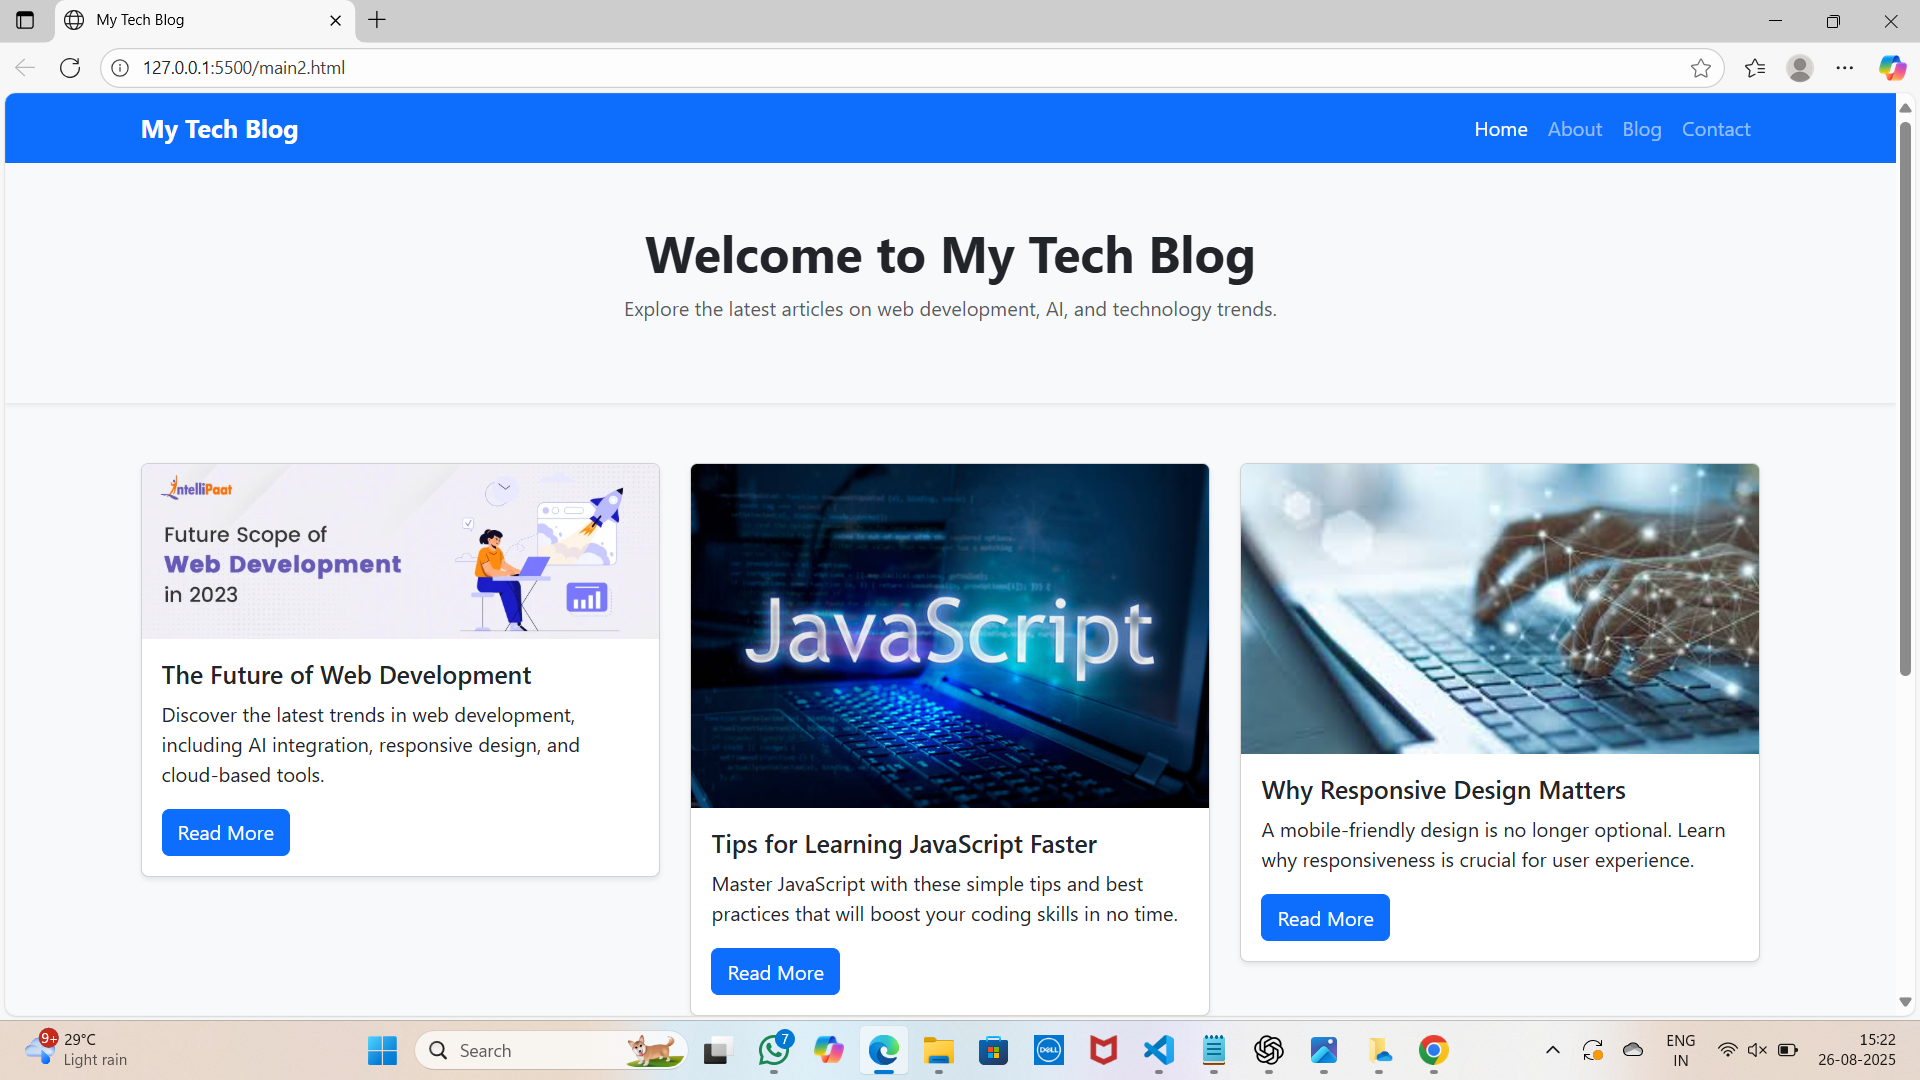 My Tech Blog
127.0.0.1:5500/main2.html
My Tech Blog
Home About Blog Contact
Welcome to My Tech Blog
Explore the latest articles on web development, AI, and technology trends.
IntelliPaat
Future Scope of
Web Development
in 2023
The Future of Web Development
Discover the latest trends in web development,
including AI integration, responsive design, and
cloud-based tools.
Read More
JavaScript
Tips for Learning JavaScript Faster
Master JavaScript with these simple tips and best
practices that will boost your coding skills in no time.
Read More
Why Responsive Design Matters
A mobile-friendly design is no longer optional. Learn
why responsiveness is crucial for user experience.
Read More
9+
29°C
Light rain
Search
7
DELL
ENG
IN
15:22
26-08-2025